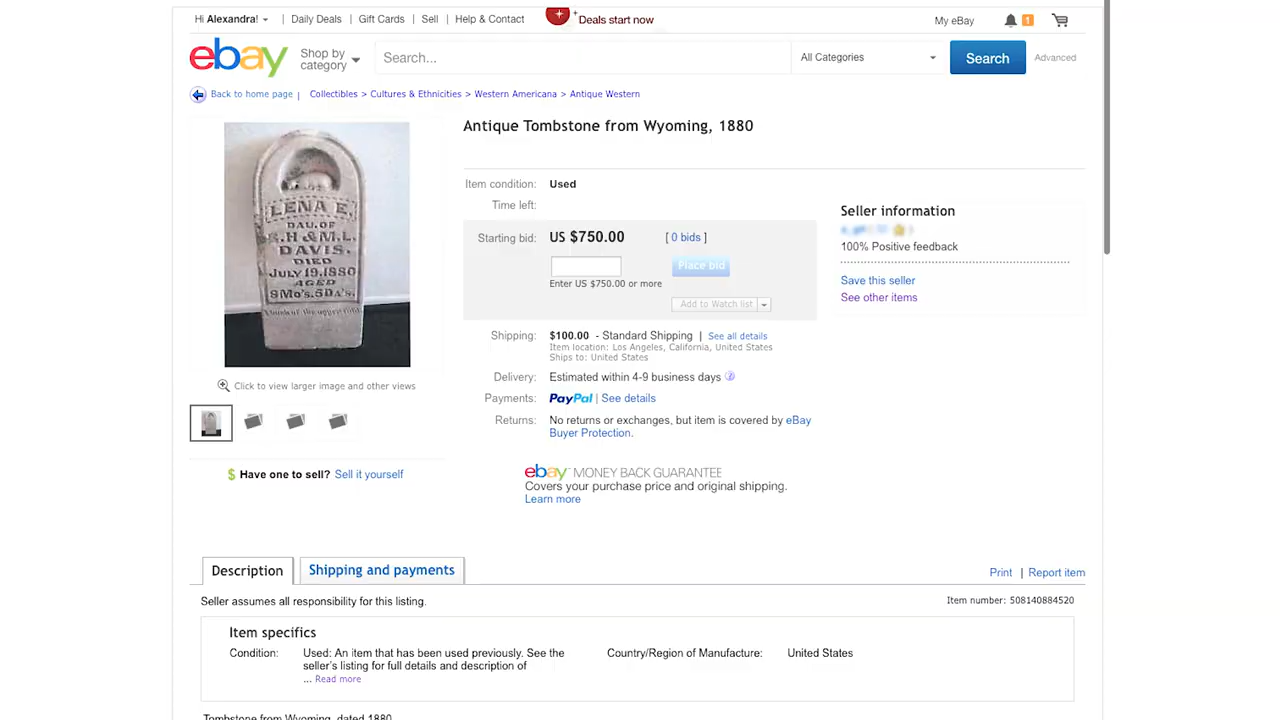 Hi Alexandra! | Daily Deals | Gift Cards | Sell | Help & Contact Deals start now My eBay 1
ebay Shop by category Search... All Categories Search Advanced
Back to home page | Collectibles > Cultures & Ethnicities > Western Americana > Antique Western
LENA E.
DAU. OF
H & M.L.
DAVIS.
DIED
JULY 19.1880
AGED
9 Mo's. 5 Da's.
Click to view larger image and other views
$ Have one to sell? Sell it yourself
Antique Tombstone from Wyoming, 1880
Item condition: Used
Time left:
Starting bid: US $750.00 [ 0 bids ]
Place bid
Enter US $750.00 or more
Add to Watch list
Shipping: $100.00 - Standard Shipping | See all details
Item location: Los Angeles, California, United States
Ships to: United States
Delivery: Estimated within 4-9 business days ?
Payments: PayPal | See details
Returns: No returns or exchanges, but item is covered by eBay
Buyer Protection.
ebay MONEY BACK GUARANTEE
Covers your purchase price and original shipping.
Learn more
Seller information
100% Positive feedback
Save this seller
See other items
Description Shipping and payments
Print | Report item
Seller assumes all responsibility for this listing. Item number: 508140884520
Item specifics
Condition: Used: An item that has been used previously. See the
seller's listing for full details and description of
... Read more
Country/Region of Manufacture: United States
Tombstone from Wyoming, dated 1880